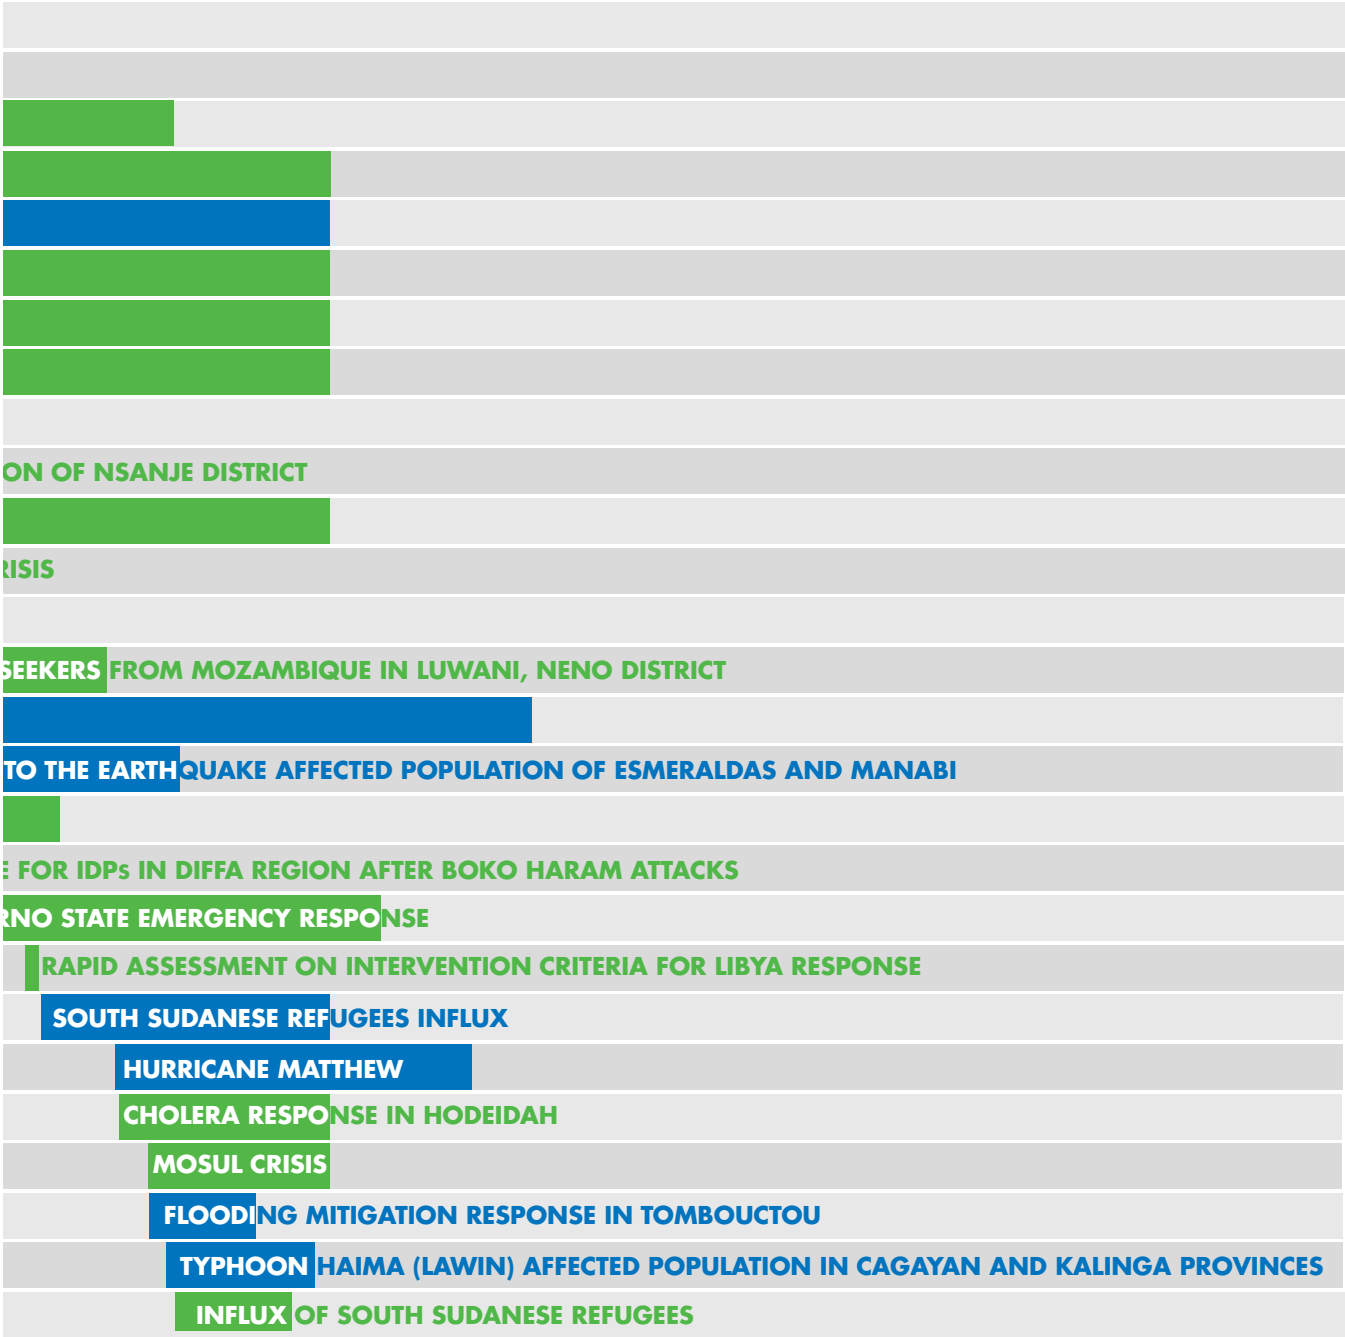 ON OF NSANJE DISTRICT
RISIS
SEEKERS FROM MOZAMBIQUE IN LUWANI, NENO DISTRICT
TO THE EARTHQUAKE AFFECTED POPULATION OF ESMERALDAS AND MANABI
E FOR IDPs IN DIFFA REGION AFTER BOKO HARAM ATTACKS
RNO STATE EMERGENCY RESPONSE
RAPID ASSESSMENT ON INTERVENTION CRITERIA FOR LIBYA RESPONSE
SOUTH SUDANESE REFUGEES INFLUX
HURRICANE MATTHEW
CHOLERA RESPONSE IN HODEIDAH
MOSUL CRISIS
FLOODING MITIGATION RESPONSE IN TOMBOUCTOU
TYPHOON HAIMA (LAWIN) AFFECTED POPULATION IN CAGAYAN AND KALINGA PROVINCES
INFLUX OF SOUTH SUDANESE REFUGEES